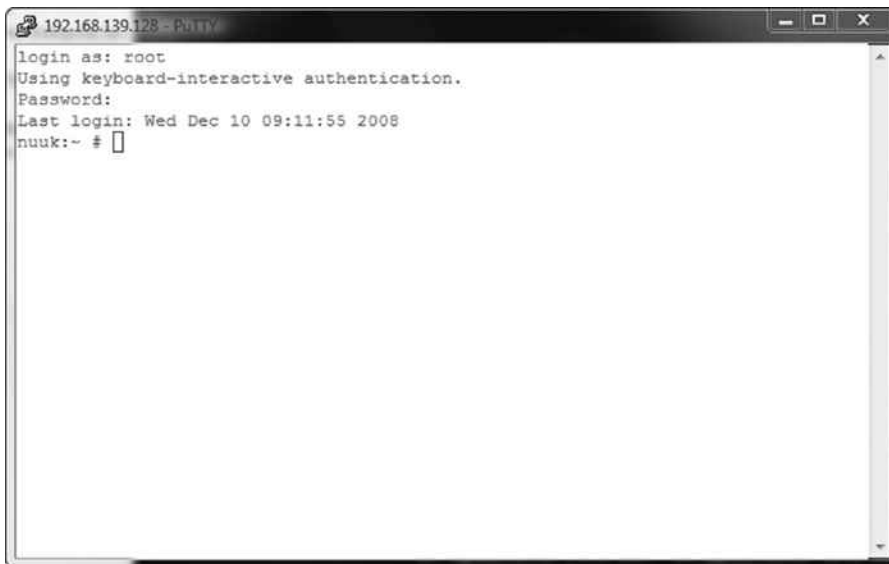 192.168.139.128 - PuTTY
login as: root
Using keyboard-interactive authentication.
Password:
Last login: Wed Dec 10 09:11:55 2008
nuuk:~ #